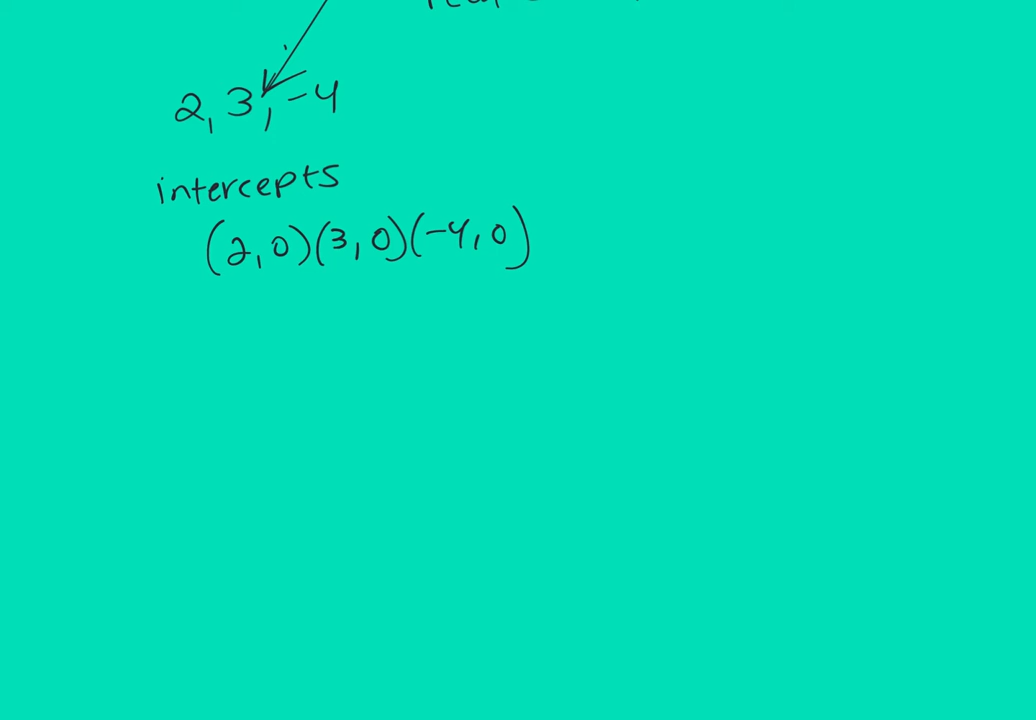 2, 3, -4
intercepts
(2, 0)(3, 0)(-4, 0)